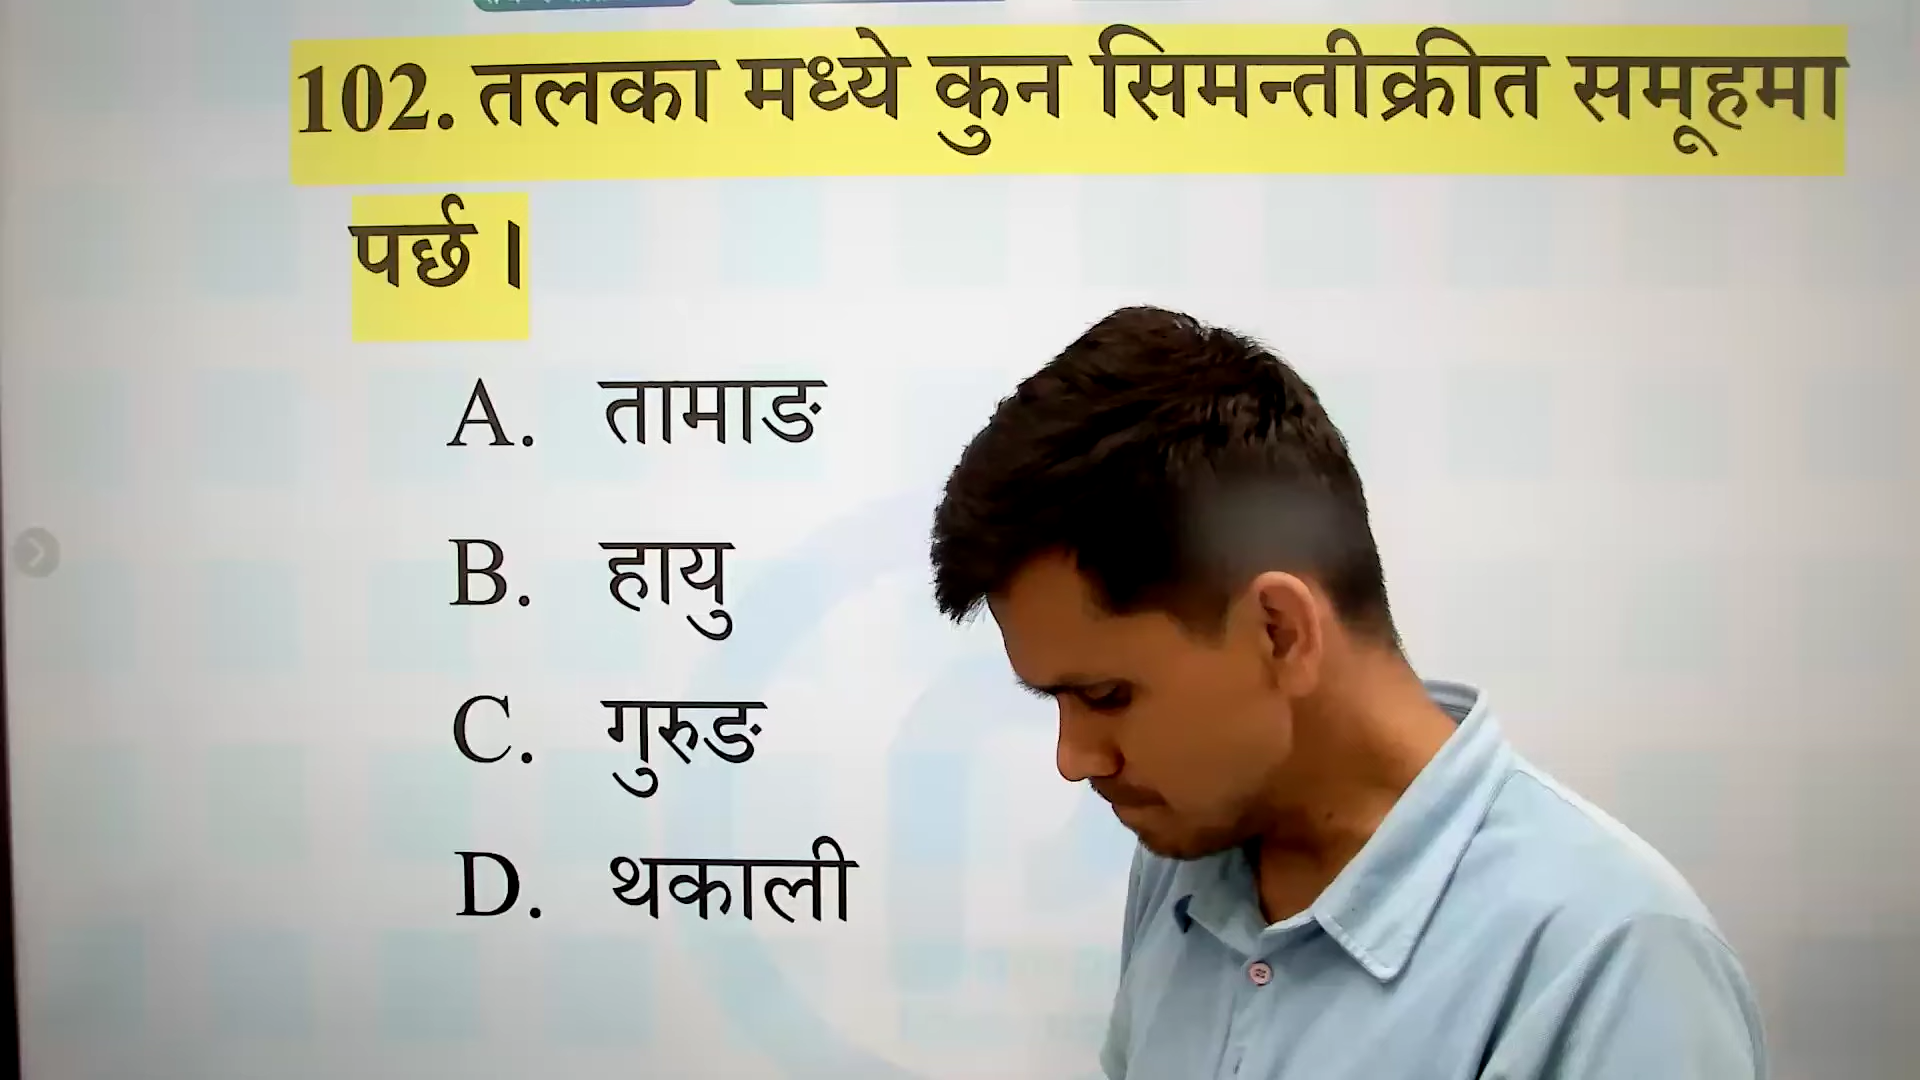 102. तलका मध्ये कुन सिमन्तीक्रीत समूहमा
पर्छ ।
A. तामाङ
B. हायु
C. गुरुङ
D. थकाली